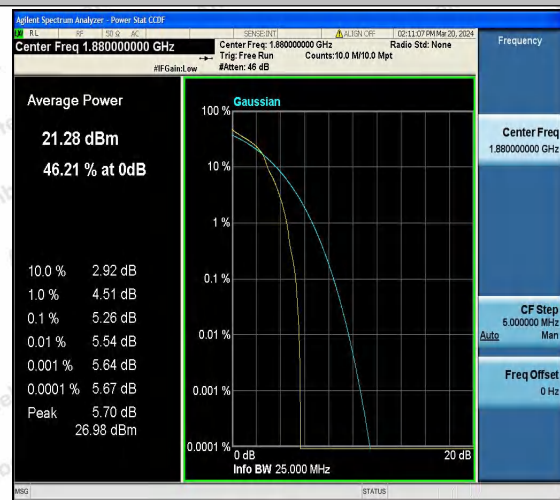 Agilent Spectrum Analyzer - Power Stat CCDF
RL RF 50 Ω AC SENSE:INT ALIGN OFF 02:11:07 PM Mar 20, 2024
Center Freq 1.880000000 GHz
Center Freq: 1.880000000 GHz Radio Std: None
Trig: Free Run Counts:10.0 M/10.0 Mpt
#IFGain:Low #Atten: 46 dB
Frequency
Average Power
21.28 dBm
46.21 % at 0dB
10.0 % 2.92 dB
1.0 % 4.51 dB
0.1 % 5.26 dB
0.01 % 5.54 dB
0.001 % 5.64 dB
0.0001 % 5.67 dB
Peak 5.70 dB
26.98 dBm
Gaussian
100 %
10 %
1 %
0.1 %
0.01 %
0.001 %
0.0001 %
0 dB 20 dB
Info BW 25.000 MHz
Center Freq
1.880000000 GHz
CF Step
5.000000 MHz
Auto Man
Freq Offset
0 Hz
MSG STATUS